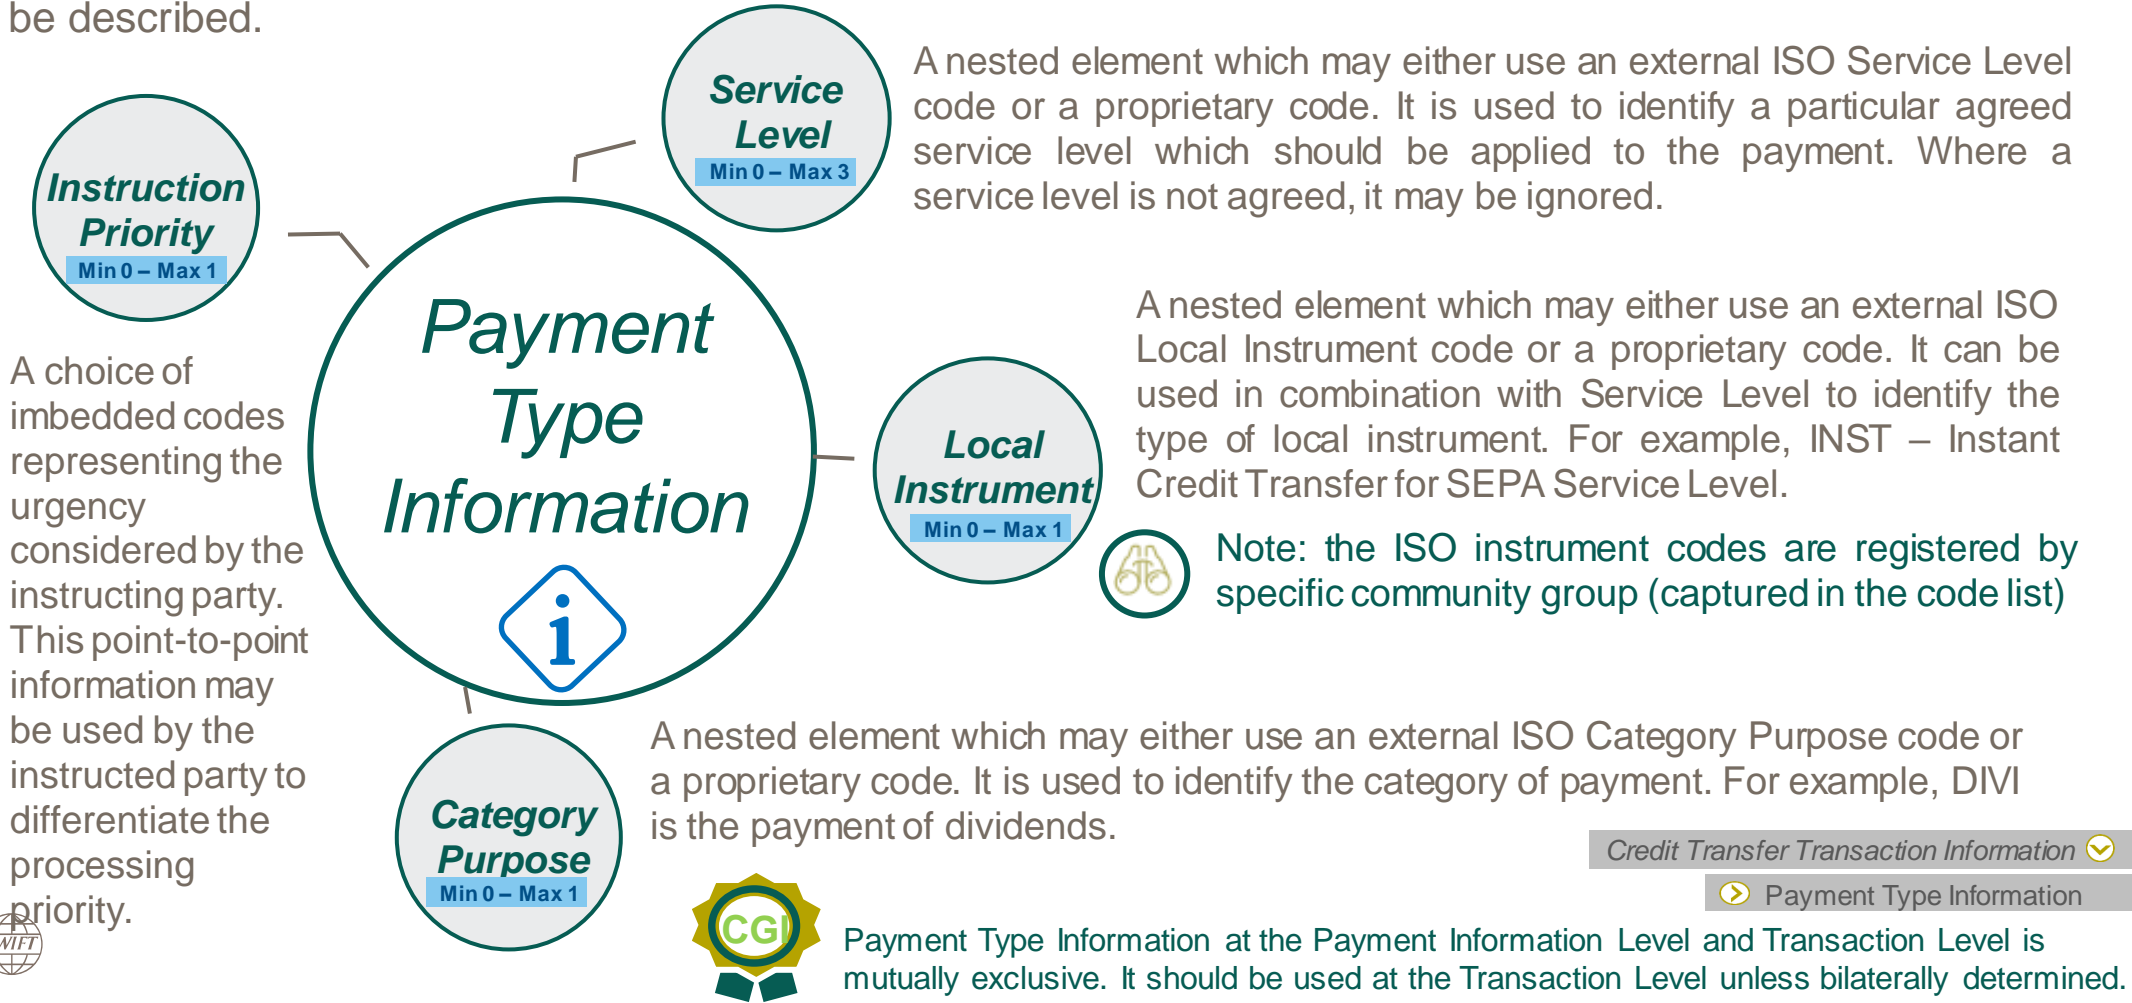 be described.
Service
Level
Min 0 – Max 3
A nested element which may either use an external ISO Service Level
code or a proprietary code. It is used to identify a particular agreed
service level which should be applied to the payment. Where a
service level is not agreed, it may be ignored.
Instruction
Priority
Min 0 – Max 1
A choice of
imbedded codes
representing the
urgency
considered by the
instructing party.
This point-to-point
information may
be used by the
instructed party to
differentiate the
processing
priority.
Payment
Type
Information
i
Local
Instrument
Min 0 – Max 1
A nested element which may either use an external ISO
Local Instrument code or a proprietary code. It can be
used in combination with Service Level to identify the
type of local instrument. For example, INST – Instant
Credit Transfer for SEPA Service Level.
Note: the ISO instrument codes are registered by
specific community group (captured in the code list)
Category
Purpose
Min 0 – Max 1
A nested element which may either use an external ISO Category Purpose code or
a proprietary code. It is used to identify the category of payment. For example, DIVI
is the payment of dividends.
Credit Transfer Transaction Information
Payment Type Information
CGI
Payment Type Information at the Payment Information Level and Transaction Level is
mutually exclusive. It should be used at the Transaction Level unless bilaterally determined.